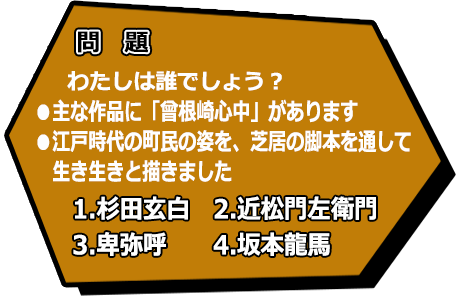 問 題
わたしは誰でしょう？
●主な作品に「曾根崎心中」があります
●江戸時代の町民の姿を、芝居の脚本を通して
生き生きと描きました
1.杉田玄白 2.近松門左衛門
3.卑弥呼 4.坂本龍馬